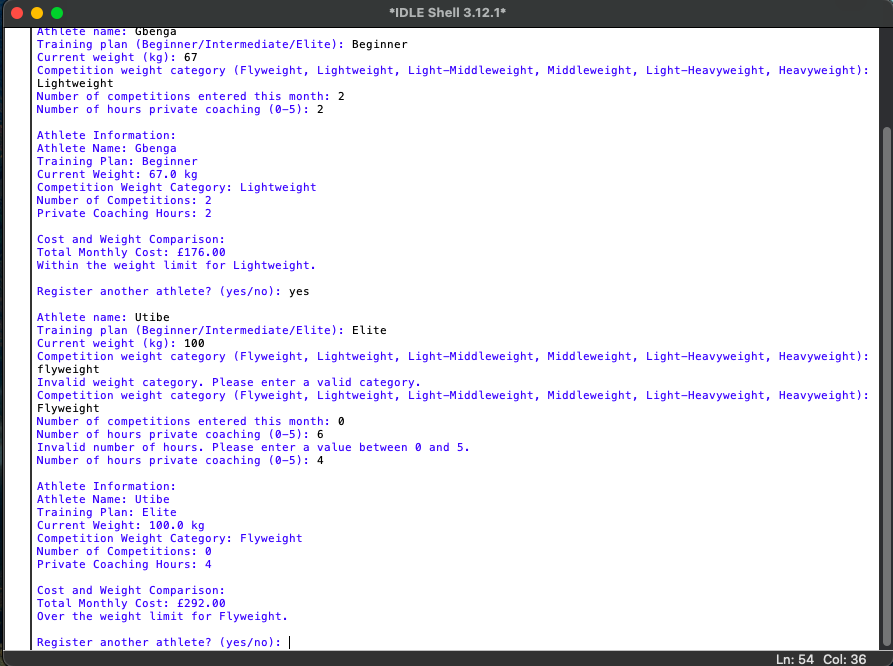 *IDLE Shell 3.12.1*
Athlete name: Gbenga
Training plan (Beginner/Intermediate/Elite): Beginner
Current weight (kg): 67
Competition weight category (Flyweight, Lightweight, Light-Middleweight, Middleweight, Light-Heavyweight, Heavyweight):
Lightweight
Number of competitions entered this month: 2
Number of hours private coaching (0-5): 2
Athlete Information:
Athlete Name: Gbenga
Training Plan: Beginner
Current Weight: 67.0 kg
Competition Weight Category: Lightweight
Number of Competitions: 2
Private Coaching Hours: 2
Cost and Weight Comparison:
Total Monthly Cost: £176.00
Within the weight limit for Lightweight.
Register another athlete? (yes/no): yes
Athlete name: Utibe
Training plan (Beginner/Intermediate/Elite): Elite
Current weight (kg): 100
Competition weight category (Flyweight, Lightweight, Light-Middleweight, Middleweight, Light-Heavyweight, Heavyweight):
flyweight
Invalid weight category. Please enter a valid category.
Competition weight category (Flyweight, Lightweight, Light-Middleweight, Middleweight, Light-Heavyweight, Heavyweight):
Flyweight
Number of competitions entered this month: 0
Number of hours private coaching (0-5): 6
Invalid number of hours. Please enter a value between 0 and 5.
Number of hours private coaching (0-5): 4
Athlete Information:
Athlete Name: Utibe
Training Plan: Elite
Current Weight: 100.0 kg
Competition Weight Category: Flyweight
Number of Competitions: 0
Private Coaching Hours: 4
Cost and Weight Comparison:
Total Monthly Cost: £292.00
Over the weight limit for Flyweight.
Register another athlete? (yes/no):
Ln: 54 Col: 36